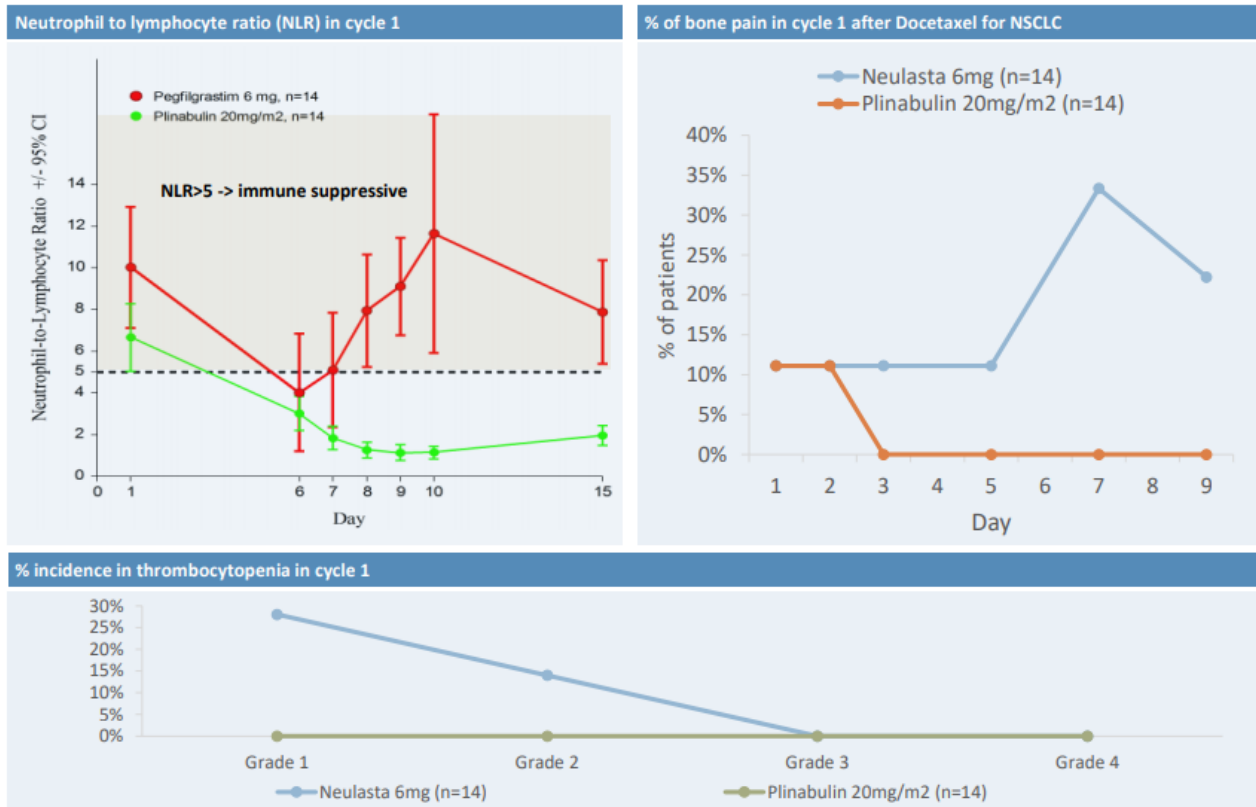 Neutrophil to lymphocyte ratio (NLR) in cycle 1
Neutrophil-to-Lymphocyte Ratio +/- 95% CI
Pegfilgrastim 6 mg, n=14
Plinabulin 20mg/m2, n=14
NLR>5 -> immune suppressive
14
12
10
8
6
5
4
2
0
0 1 6 7 8 9 10 15
Day
% of bone pain in cycle 1 after Docetaxel for NSCLC
Neulasta 6mg (n=14)
Plinabulin 20mg/m2 (n=14)
% of patients
40%
35%
30%
25%
20%
15%
10%
5%
0%
1 2 3 4 5 6 7 8 9
Day
% incidence in thrombocytopenia in cycle 1
30%
25%
20%
15%
10%
5%
0%
Grade 1 Grade 2 Grade 3 Grade 4
Neulasta 6mg (n=14) Plinabulin 20mg/m2 (n=14)